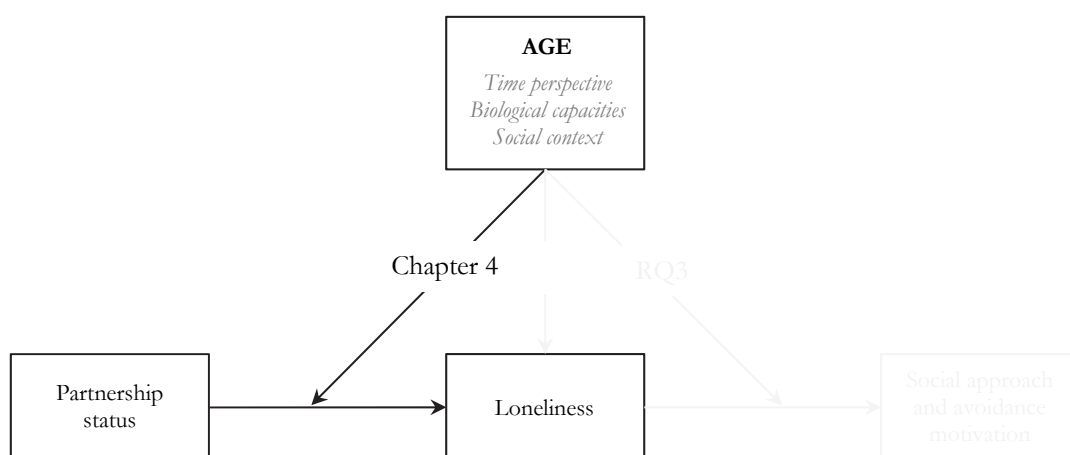 AGE
Time perspective
Biological capacities
Social context
Chapter 4
RQ3
Partnership
status
Loneliness
Social approach
and avoidance
motivation